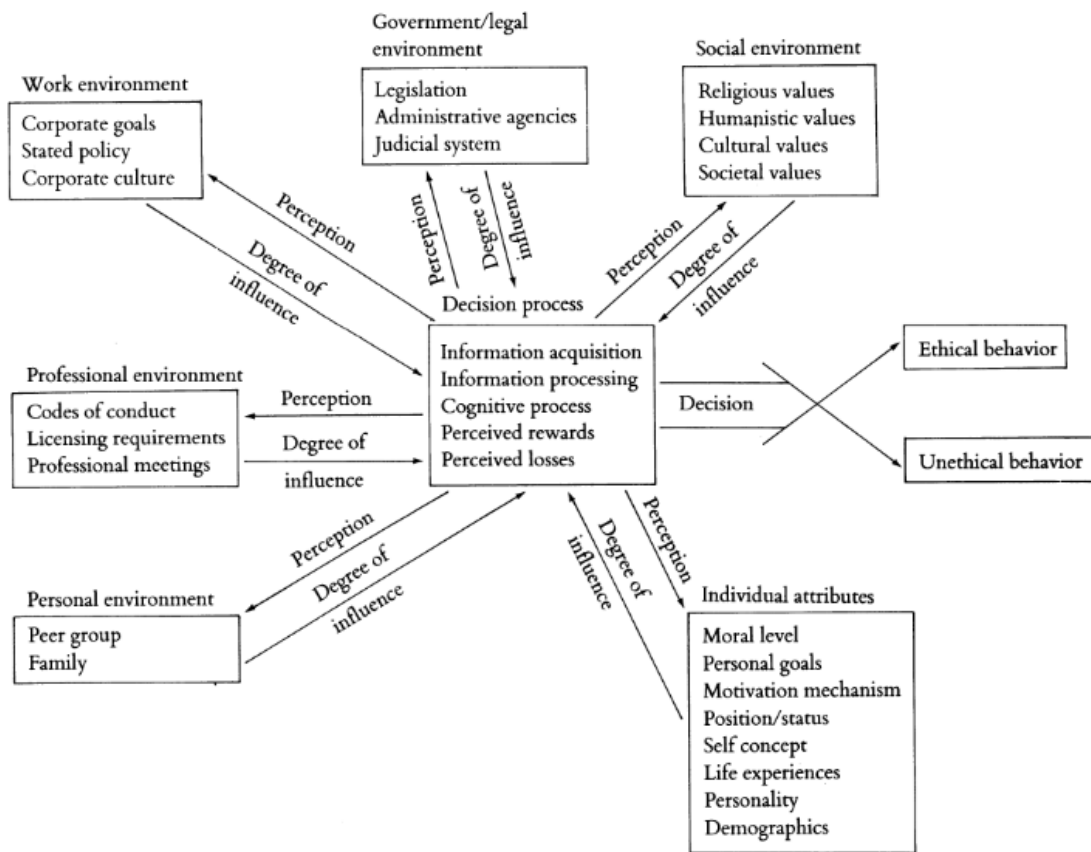 Government/legal
environment
Legislation
Administrative agencies
Judicial system
Social environment
Religious values
Humanistic values
Cultural values
Societal values
Work environment
Corporate goals
Stated policy
Corporate culture
Perception
Degree of
influence
Perception
Degree of
influence
Perception
Degree of
influence
Decision process
Information acquisition
Information processing
Cognitive process
Perceived rewards
Perceived losses
Decision
Ethical behavior
Unethical behavior
Professional environment
Codes of conduct
Licensing requirements
Professional meetings
Perception
Degree of
influence
Personal environment
Peer group
Family
Perception
Degree of
influence
Perception
Degree of
influence
Individual attributes
Moral level
Personal goals
Motivation mechanism
Position/status
Self concept
Life experiences
Personality
Demographics